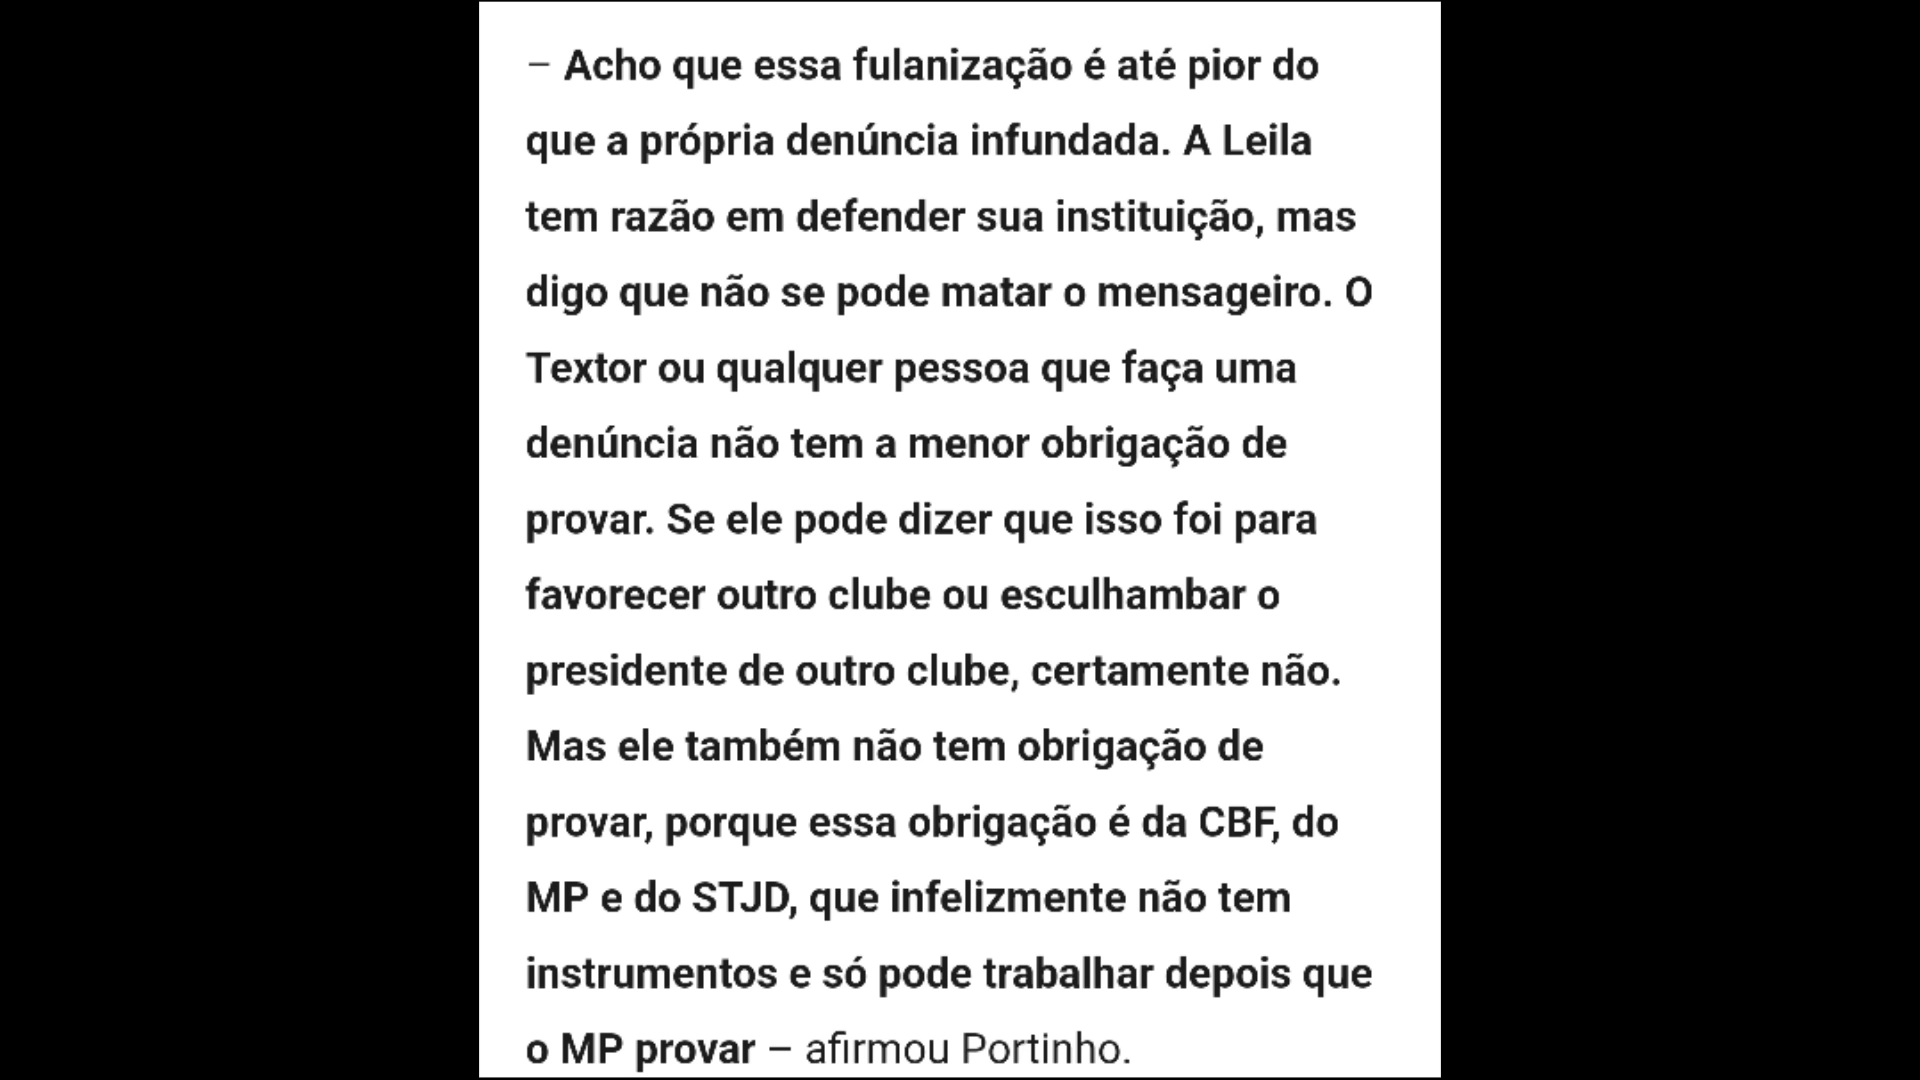 – Acho que essa fulanização é até pior do
que a própria denúncia infundada. A Leila
tem razão em defender sua instituição, mas
digo que não se pode matar o mensageiro. O
Textor ou qualquer pessoa que faça uma
denúncia não tem a menor obrigação de
provar. Se ele pode dizer que isso foi para
favorecer outro clube ou esculhambar o
presidente de outro clube, certamente não.
Mas ele também não tem obrigação de
provar, porque essa obrigação é da CBF, do
MP e do STJD, que infelizmente não tem
instrumentos e só pode trabalhar depois que
o MP provar – afirmou Portinho.